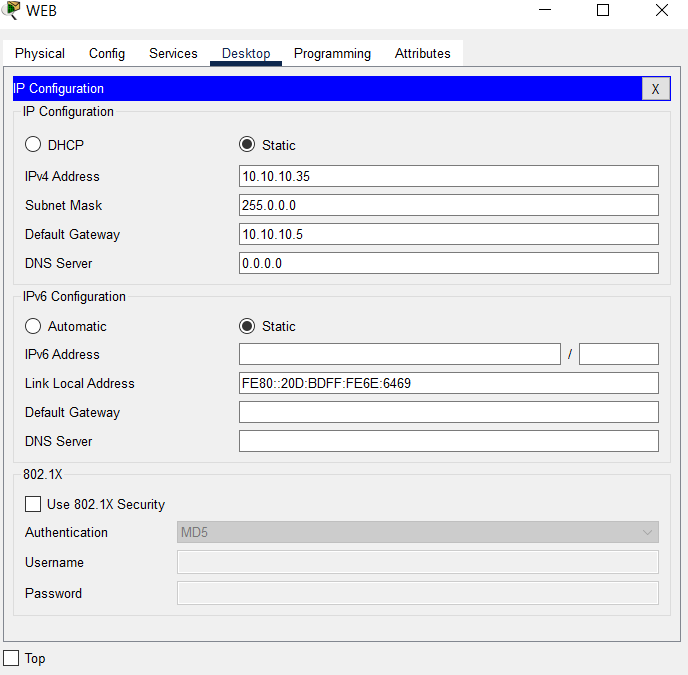 WEB
Physical Config Services Desktop Programming Attributes
IP Configuration X
IP Configuration
DHCP Static
IPv4 Address 10.10.10.35
Subnet Mask 255.0.0.0
Default Gateway 10.10.10.5
DNS Server 0.0.0.0
IPv6 Configuration
Automatic Static
IPv6 Address /
Link Local Address FE80::20D:BDFF:FE6E:6469
Default Gateway
DNS Server
802.1X
Use 802.1X Security
Authentication MD5
Username
Password
Top